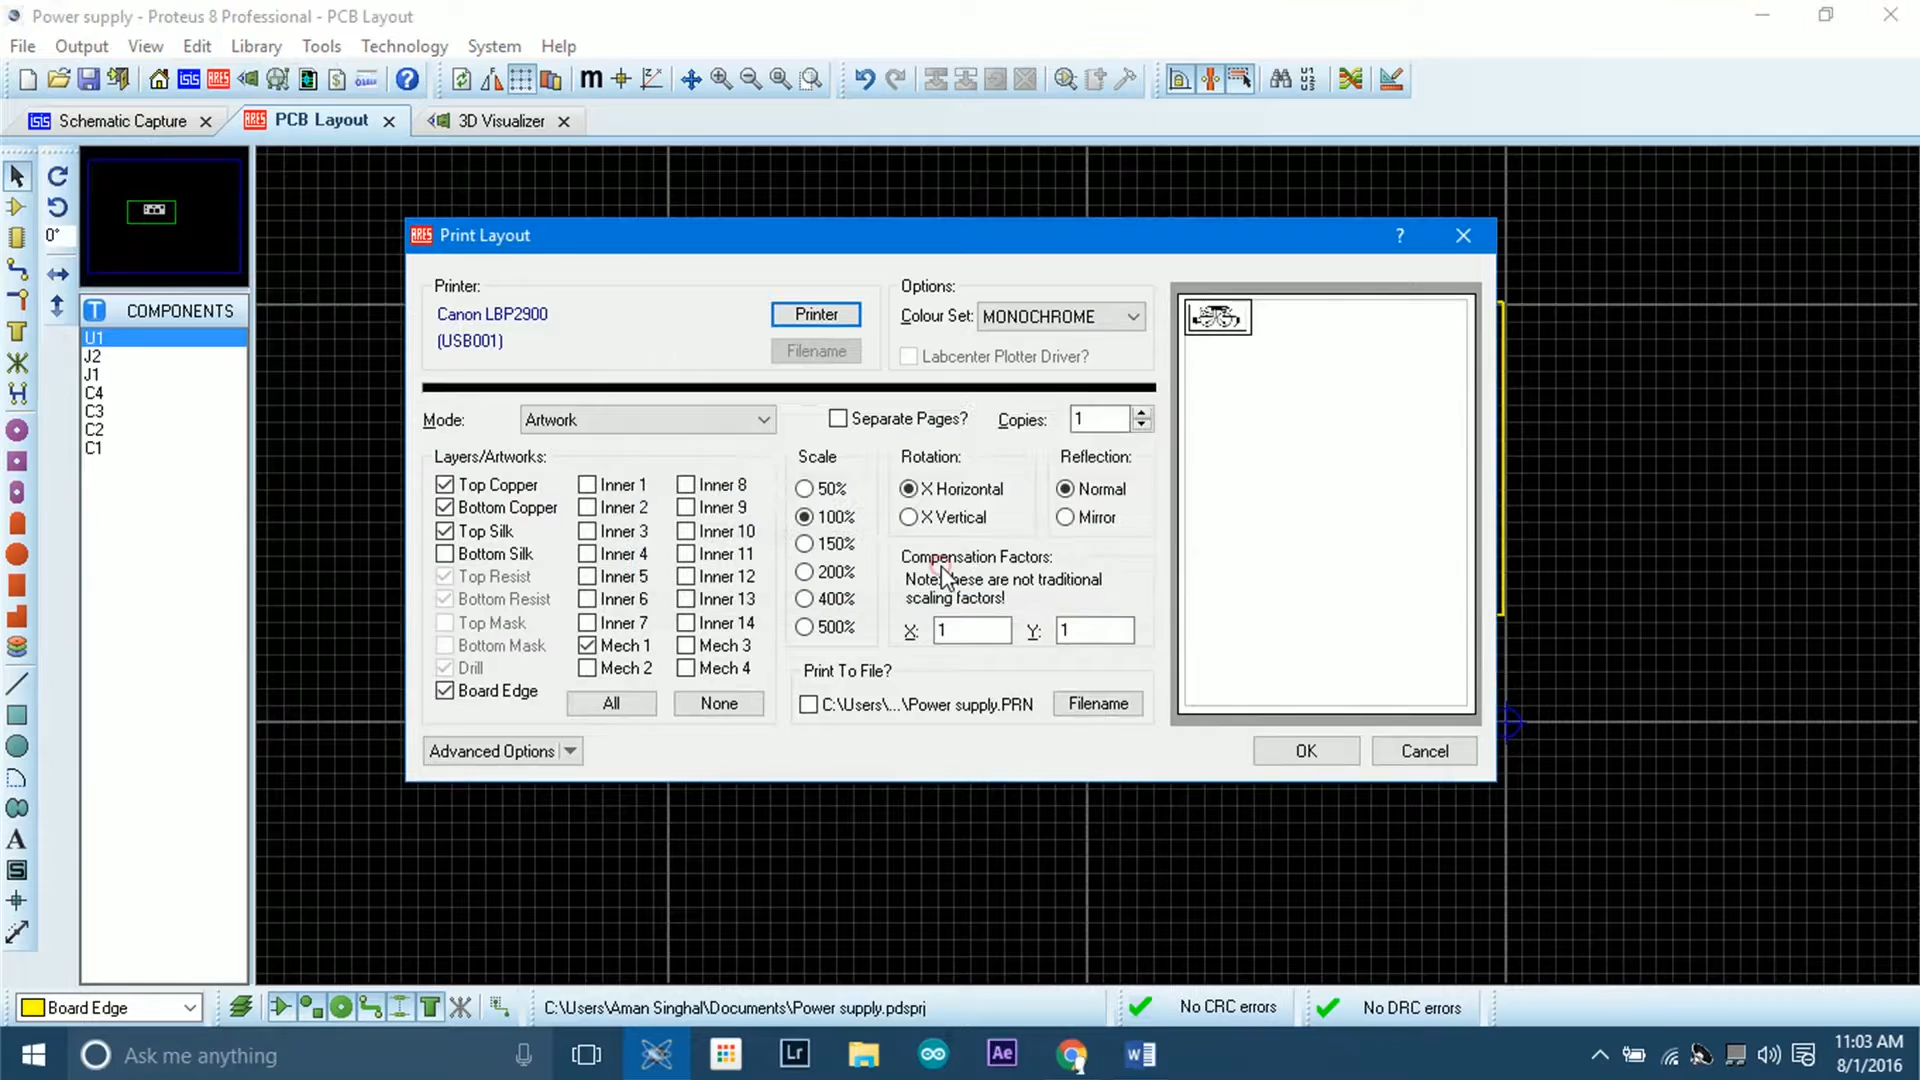 Power supply - Proteus 8 Professional - PCB Layout
File Output View Edit Library Tools Technology System Help
Schematic Capture PCB Layout 3D Visualizer
0°
T COMPONENTS
U1
J2
J1
C4
C3
C2
C1
ARES Print Layout
Printer:
Canon LBP2900
(USB001)
Printer
Filename
Options:
Colour Set: MONOCHROME
Labcenter Plotter Driver?
Mode: Artwork Separate Pages? Copies: 1
Layers/Artworks:
Top Copper Inner 1 Inner 8
Bottom Copper Inner 2 Inner 9
Top Silk Inner 3 Inner 10
Bottom Silk Inner 4 Inner 11
Top Resist Inner 5 Inner 12
Bottom Resist Inner 6 Inner 13
Top Mask Inner 7 Inner 14
Bottom Mask Mech 1 Mech 3
Drill Mech 2 Mech 4
Board Edge All None
Scale
50%
100%
150%
200%
400%
500%
Rotation:
X Horizontal
X Vertical
Reflection:
Normal
Mirror
Compensation Factors:
Note: these are not traditional
scaling factors!
X: 1 Y: 1
Print To File?
C:\Users\...\Power supply.PRN Filename
Advanced Options OK Cancel
Board Edge C:\Users\Aman Singhal\Documents\Power supply.pdsprj No CRC errors No DRC errors
Ask me anything Lr Ae
11:03 AM
8/1/2016